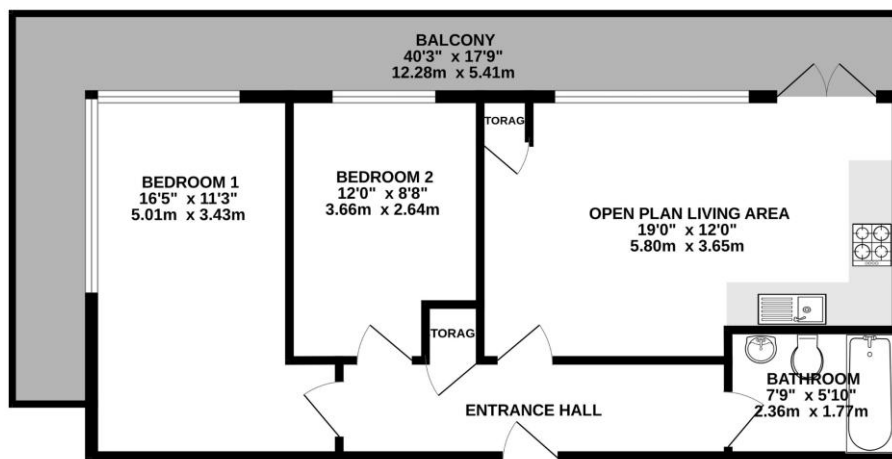 BALCONY
40'3" x 17'9"
12.28m x 5.41m
TORAG
BEDROOM 1
16'5" x 11'3"
5.01m x 3.43m
BEDROOM 2
12'0" x 8'8"
3.66m x 2.64m
OPEN PLAN LIVING AREA
19'0" x 12'0"
5.80m x 3.65m
TORAG
BATHROOM
7'9" x 5'10"
2.36m x 1.77m
ENTRANCE HALL